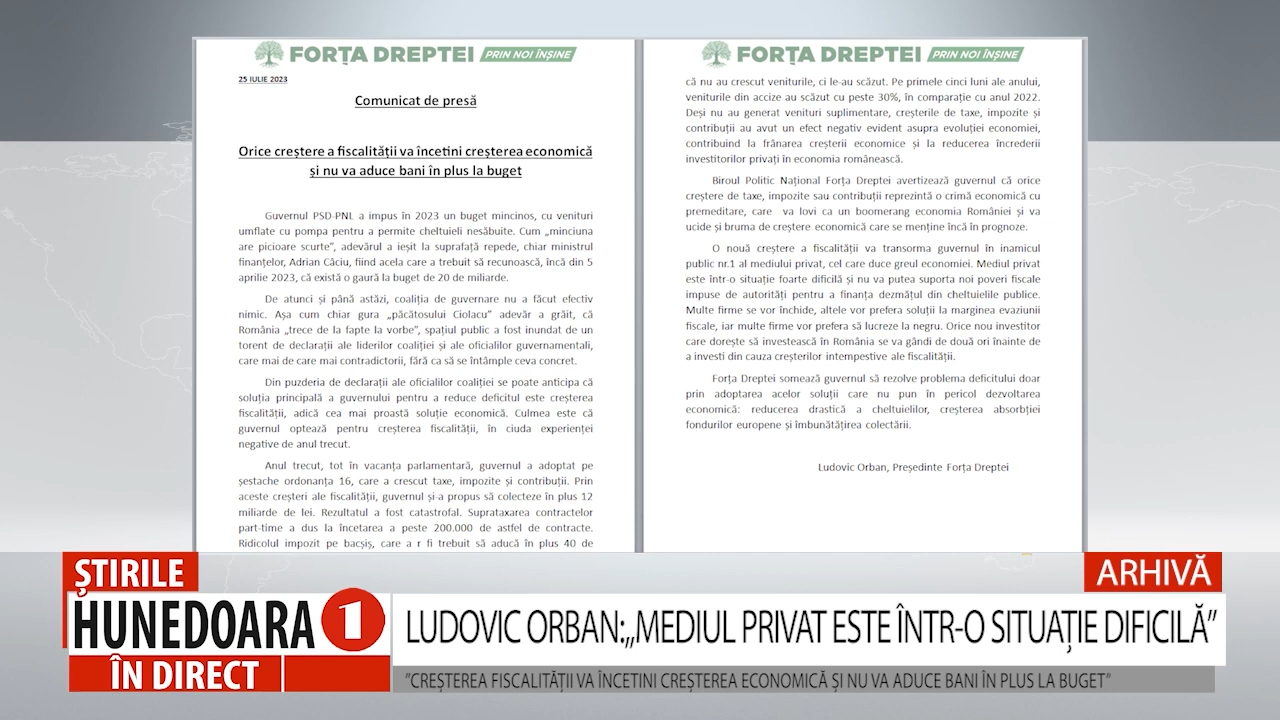 FORȚA DREPTEI PRIN NOI ÎNȘINE
25 IULIE 2023
Comunicat de presă
Orice creștere a fiscalității va încetini creșterea economică
și nu va aduce bani în plus la buget
Guvernul PSD-PNL a impus în 2023 un buget mincinos, cu venituri
umflate cu pompa pentru a permite cheltuieli nesăbuite. Cum „minciuna
are picioare scurte”, adevărul a ieșit la suprafață repede, chiar ministrul
finanțelor, Adrian Câciu, fiind acela care a trebuit să recunoască, încă din 5
aprilie 2023, că există o gaură la buget de 20 de miliarde.
De atunci și până astăzi, coaliția de guvernare nu a făcut efectiv
nimic. Așa cum chiar gura „păcătosului Ciolacu” adevăr a grăit, că
România „trece de la fapte la vorbe”, spațiul public a fost inundat de un
torent de declarații ale liderilor coaliției și ale oficialilor guvernamentali,
care mai de care mai contradictorii, fără ca să se întâmple ceva concret.
Din puzderia de declarații ale oficialilor coaliției se poate anticipa că
soluția principală a guvernului pentru a reduce deficitul este creșterea
fiscalității, adică cea mai proastă soluție economică. Culmea este că
guvernul optează pentru creșterea fiscalității, în ciuda experienței
negative de anul trecut.
Anul trecut, tot în vacanța parlamentară, guvernul a adoptat pe
șestache ordonanța 16, care a crescut taxe, impozite și contribuții. Prin
aceste creșteri ale fiscalității, guvernul și-a propus să colecteze în plus 12
miliarde de lei. Rezultatul a fost catastrofal. Suprataxarea contractelor
part-time a dus la încetarea a peste 200.000 de astfel de contracte.
Ridicolul impozit pe bacșiș, care a r fi trebuit să aducă în plus 40 de
FORȚA DREPTEI PRIN NOI ÎNȘINE
că nu au crescut veniturile, ci le-au scăzut. Pe primele cinci luni ale anului,
veniturile din accize au scăzut cu peste 30%, în comparație cu anul 2022.
Deși nu au generat venituri suplimentare, creșterile de taxe, impozite și
contribuții au avut un efect negativ evident asupra evoluției economiei,
contribuind la frânarea creșterii economice și la reducerea încrederii
investitorilor privați în economia românească.
Biroul Politic Național Forța Dreptei avertizează guvernul că orice
creștere de taxe, impozite sau contribuții reprezintă o crimă economică cu
premeditare, care va lovi ca un boomerang economia României și va
ucide și bruma de creștere economică care se menține încă în prognoze.
O nouă creștere a fiscalității va transforma guvernul în inamicul
public nr.1 al mediului privat, cel care duce greul economiei. Mediul privat
este într-o situație foarte dificilă și nu va putea suporta noi poveri fiscale
impuse de autorități pentru a finanța dezmățul din cheltuielile publice.
Multe firme se vor închide, altele vor prefera soluții la marginea evaziunii
fiscale, iar multe firme vor prefera să lucreze la negru. Orice nou investitor
care dorește să investească în România se va gândi de două ori înainte de
a investi din cauza creșterilor intempestive ale fiscalității.
Forța Dreptei somează guvernul să rezolve problema deficitului doar
prin adoptarea acelor soluții care nu pun în pericol dezvoltarea
economică: reducerea drastică a cheltuielilor, creșterea absorbției
fondurilor europene și îmbunătățirea colectării.
Ludovic Orban, Președinte Forța Dreptei
ARHIVĂ
ȘTIRILE
HUNEDOARA 1
ÎN DIRECT
LUDOVIC ORBAN:„MEDIUL PRIVAT ESTE ÎNTR-O SITUAȚIE DIFICILĂ”
”CREȘTEREA FISCALITĂȚII VA ÎNCETINI CREȘTEREA ECONOMICĂ ȘI NU VA ADUCE BANI ÎN PLUS LA BUGET”